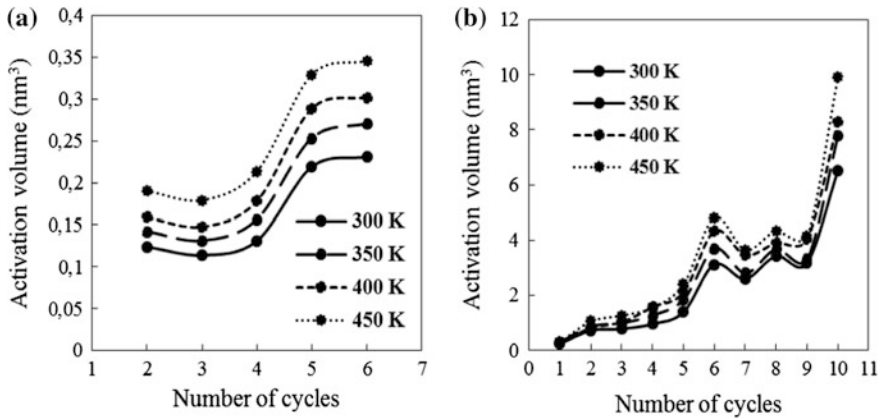 (a)
Activation volume (nm³)
0,4
0,35
0,3
0,25
0,2
0,15
0,1
0,05
0
1 2 3 4 5 6 7
Number of cycles
300 K
350 K
400 K
450 K
(b)
Activation volume (nm³)
12
10
8
6
4
2
0
0 1 2 3 4 5 6 7 8 9 10 11
Number of cycles
300 K
350 K
400 K
450 K